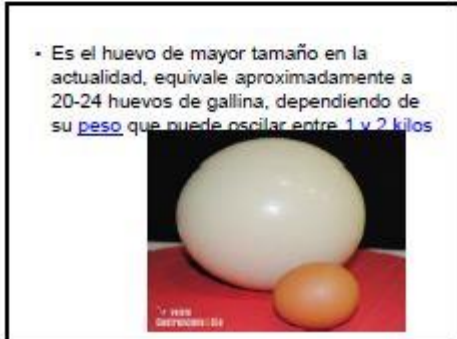 • Es el huevo de mayor tamaño en la
actualidad, equivale aproximadamente a
20-24 huevos de gallina, dependiendo de
su peso que puede oscilar entre 1 y 2 kilos